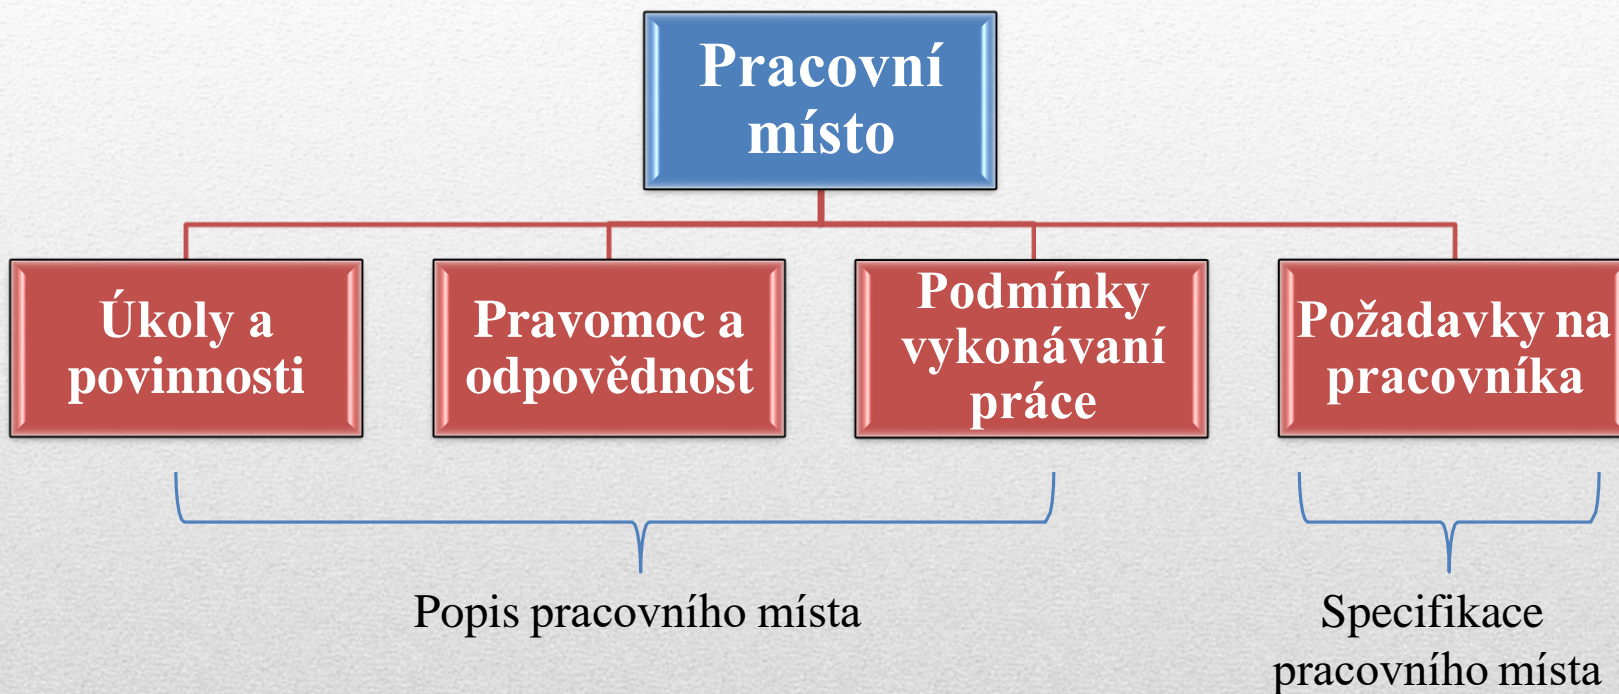 Pracovní
místo
Úkoly a
povinnosti
Pravomoc a
odpovědnost
Podmínky
vykonávaní
práce
Požadavky na
pracovníka
Popis pracovního místa
Specifikace
pracovního místa